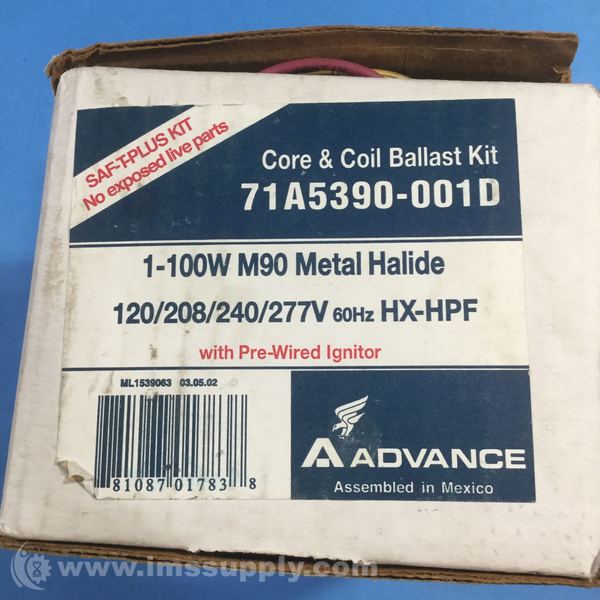 SAF-T-PLUS KIT
No exposed live parts
Core & Coil Ballast Kit
71A5390-001D
1-100W M90 Metal Halide
120/208/240/277V 60Hz HX-HPF
with Pre-Wired Ignitor
ML1539063 03.05.02
81087 01783 8
ADVANCE
Assembled in Mexico
www.imssupply.com